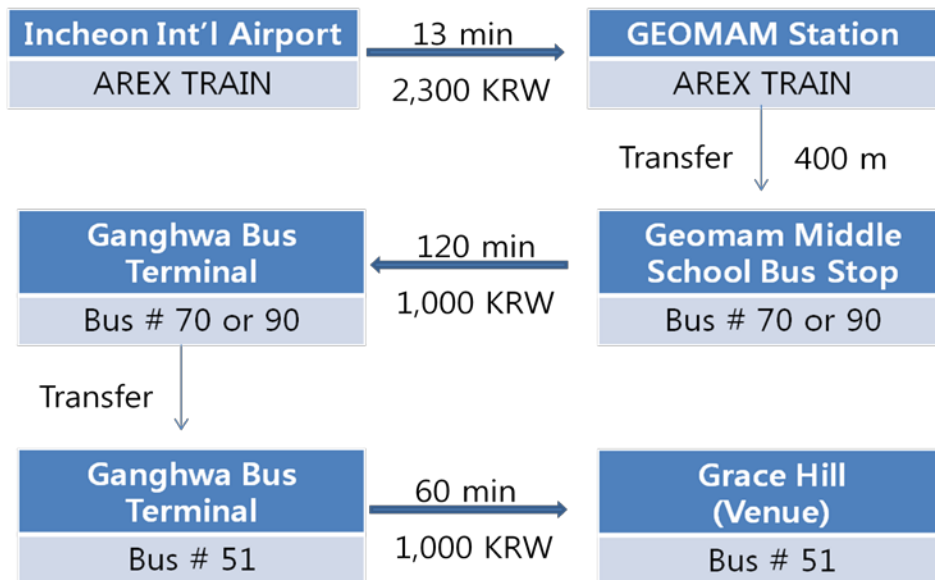 Incheon Int'l Airport
AREX TRAIN
13 min
2,300 KRW
GEOMAM Station
AREX TRAIN
Transfer 400 m
Geomam Middle
School Bus Stop
Bus # 70 or 90
120 min
1,000 KRW
Ganghwa Bus
Terminal
Bus # 70 or 90
Transfer
Ganghwa Bus
Terminal
Bus # 51
60 min
1,000 KRW
Grace Hill
(Venue)
Bus # 51